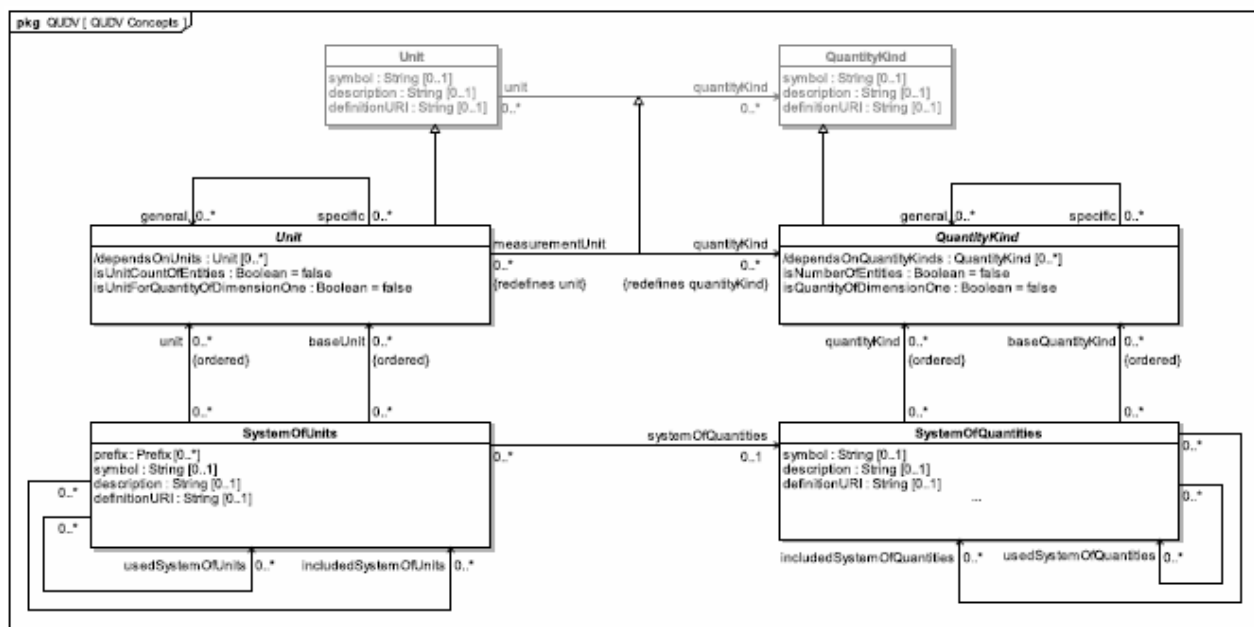 pkg QUDV [ QUDV Concepts ]
Unit
symbol : String [0..1]
description : String [0..1]
definitionURI : String [0..1]
unit
0..*
quantityKind
0..*
QuantityKind
symbol : String [0..1]
description : String [0..1]
definitionURI : String [0..1]
general 0..*
specific 0..*
general 0..*
specific 0..*
Unit
/dependsOnUnits : Unit [0..*]
isUnitCountOfEntities : Boolean = false
isUnitForQuantityOfDimensionOne : Boolean = false
measurementUnit
0..*
{redefines unit}
quantityKind
0..*
{redefines quantityKind}
QuantityKind
/dependsOnQuantityKinds : QuantityKind [0..*]
isNumberOfEntities : Boolean = false
isQuantityOfDimensionOne : Boolean = false
unit 0..*
{ordered}
baseUnit 0..*
{ordered}
quantityKind 0..*
{ordered}
baseQuantityKind 0..*
{ordered}
0..*
0..*
0..*
0..*
SystemOfUnits
prefix : Prefix [0..*]
symbol : String [0..1]
description : String [0..1]
definitionURI : String [0..1]
0..*
0..*
systemOfQuantities
0..*
0..1
SystemOfQuantities
symbol : String [0..1]
description : String [0..1]
definitionURI : String [0..1]
...
0..*
0..*
usedSystemOfUnits 0..*
includedSystemOfUnits 0..*
includedSystemOfQuantities 0..*
usedSystemOfQuantities 0..*